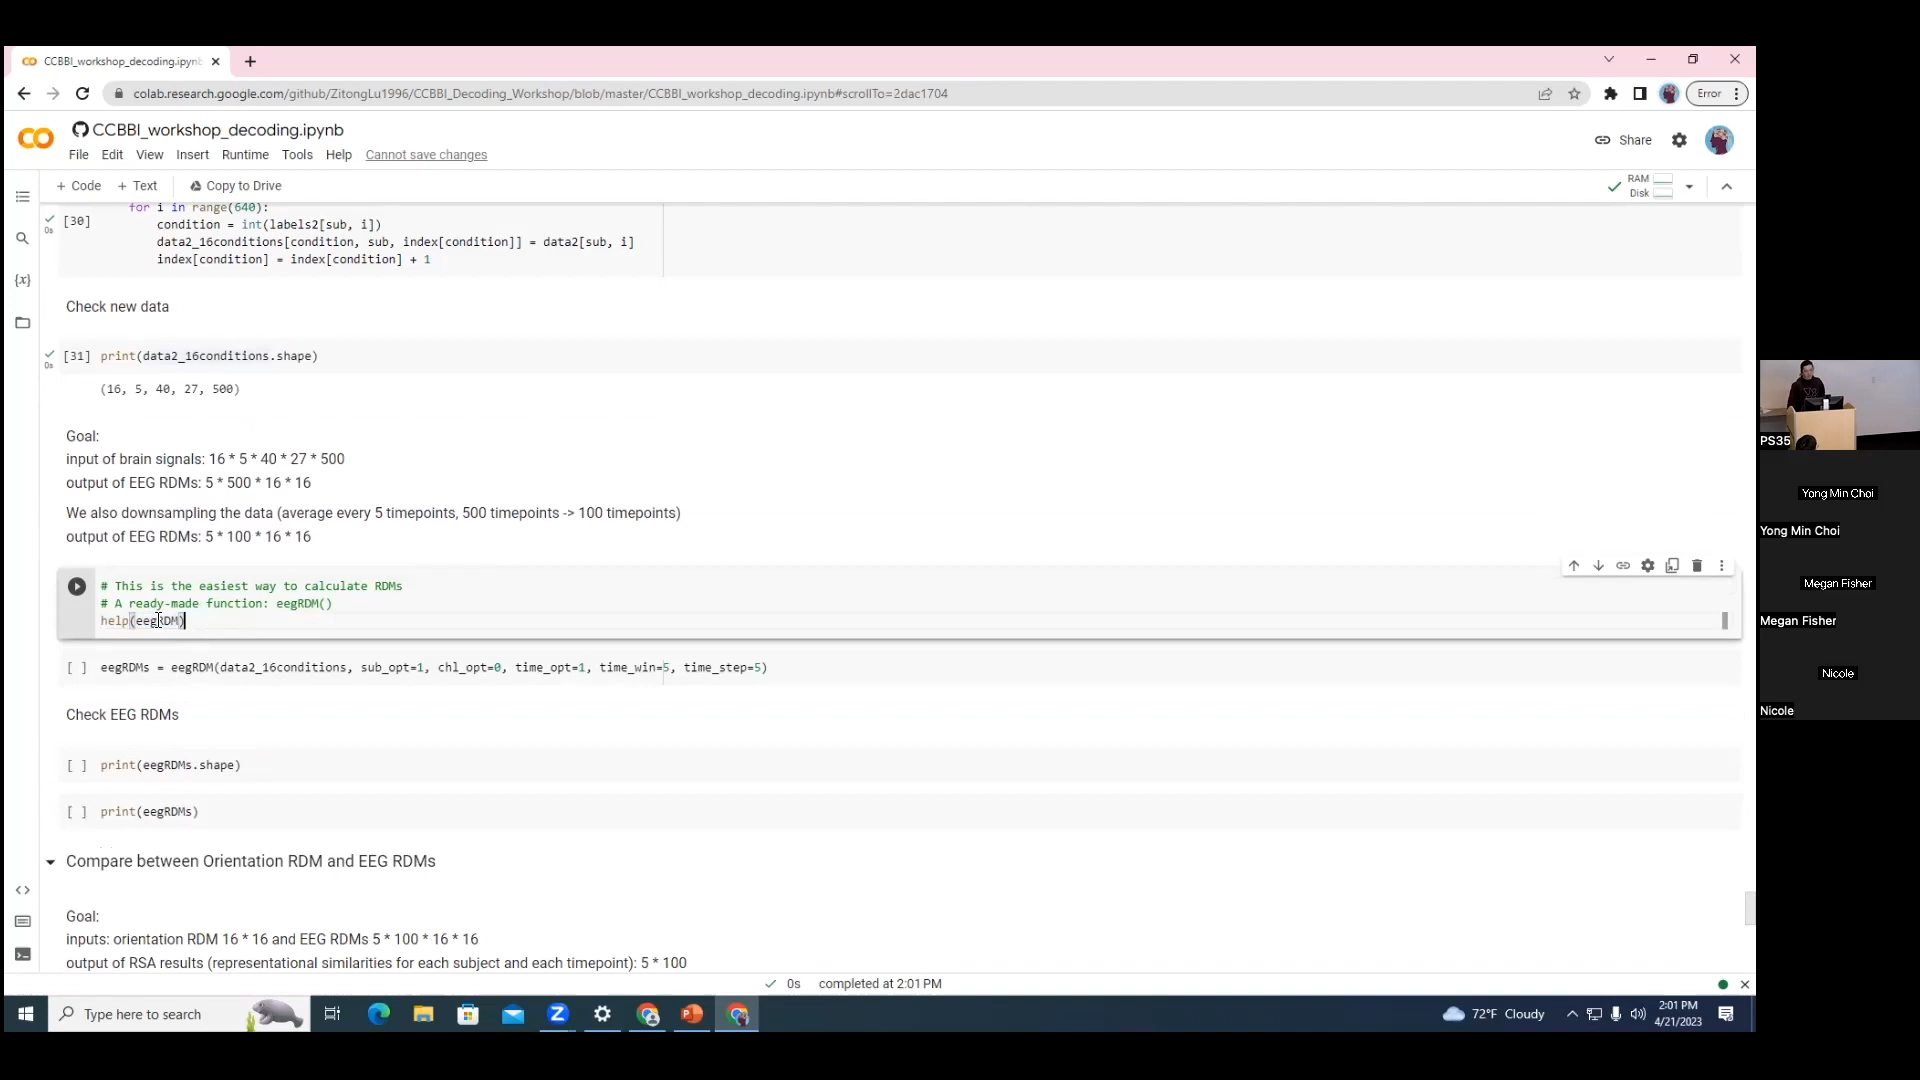 CCBBI_workshop_decoding.ipynb
colab.research.google.com/github/ZitongLu1996/CCBBI_Decoding_Workshop/blob/master/CCBBI_workshop_decoding.ipynb#scrollTo=2dac1704
Error
CCBBI_workshop_decoding.ipynb
File Edit View Insert Runtime Tools Help Cannot save changes
Share
+ Code + Text Copy to Drive
RAM
Disk
for i in range(640):
[30]
0s
condition = int(labels2[sub, i])
data2_16conditions[condition, sub, index[condition]] = data2[sub, i]
index[condition] = index[condition] + 1
Check new data
[31] print(data2_16conditions.shape)
0s
(16, 5, 40, 27, 500)
Goal:
input of brain signals: 16 * 5 * 40 * 27 * 500
output of EEG RDMs: 5 * 500 * 16 * 16
We also downsampling the data (average every 5 timepoints, 500 timepoints -> 100 timepoints)
output of EEG RDMs: 5 * 100 * 16 * 16
# This is the easiest way to calculate RDMs
# A ready-made function: eegRDM()
help(eegRDM)
[ ] eegRDMs = eegRDM(data2_16conditions, sub_opt=1, chl_opt=0, time_opt=1, time_win=5, time_step=5)
Check EEG RDMs
[ ] print(eegRDMs.shape)
[ ] print(eegRDMs)
Compare between Orientation RDM and EEG RDMs
Goal:
inputs: orientation RDM 16 * 16 and EEG RDMs 5 * 100 * 16 * 16
output of RSA results (representational similarities for each subject and each timepoint): 5 * 100
0s completed at 2:01 PM
Type here to search
72°F Cloudy
2:01 PM
4/21/2023
PS35
Yong Min Choi
Yong Min Choi
Megan Fisher
Megan Fisher
Nicole
Nicole